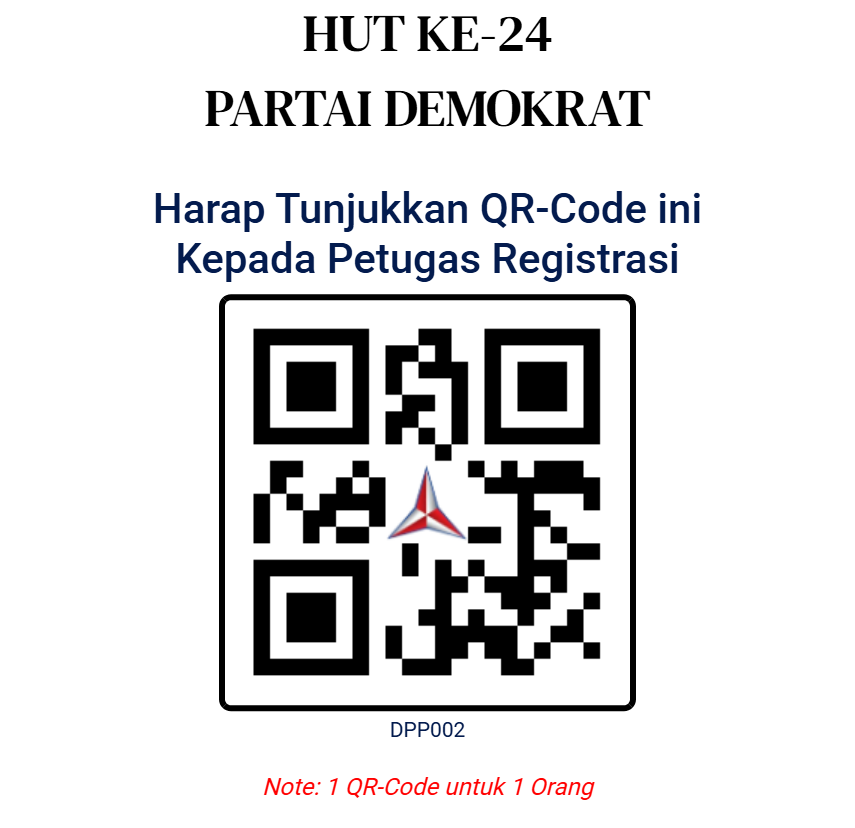 HUT KE-24
PARTAI DEMOKRAT
Harap Tunjukkan QR-Code ini
Kepada Petugas Registrasi
DPP002
Note: 1 QR-Code untuk 1 Orang